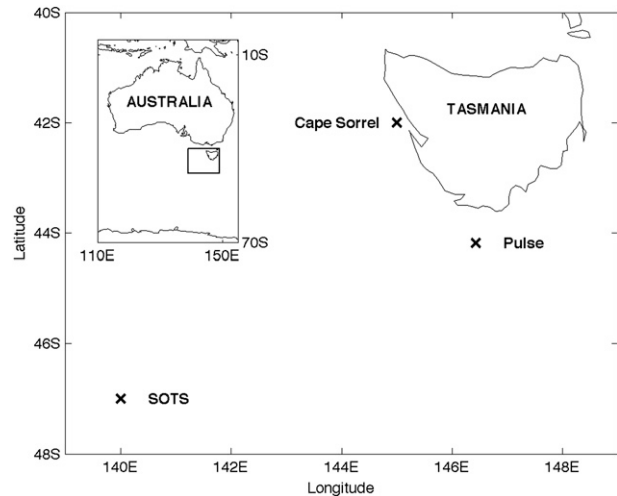 40S
10S
AUSTRALIA
TASMANIA
Cape Sorrel
42S
Latitude
44S
Pulse
70S
110E
150E
46S
SOTS
48S
140E
142E
144E
146E
148E
Longitude